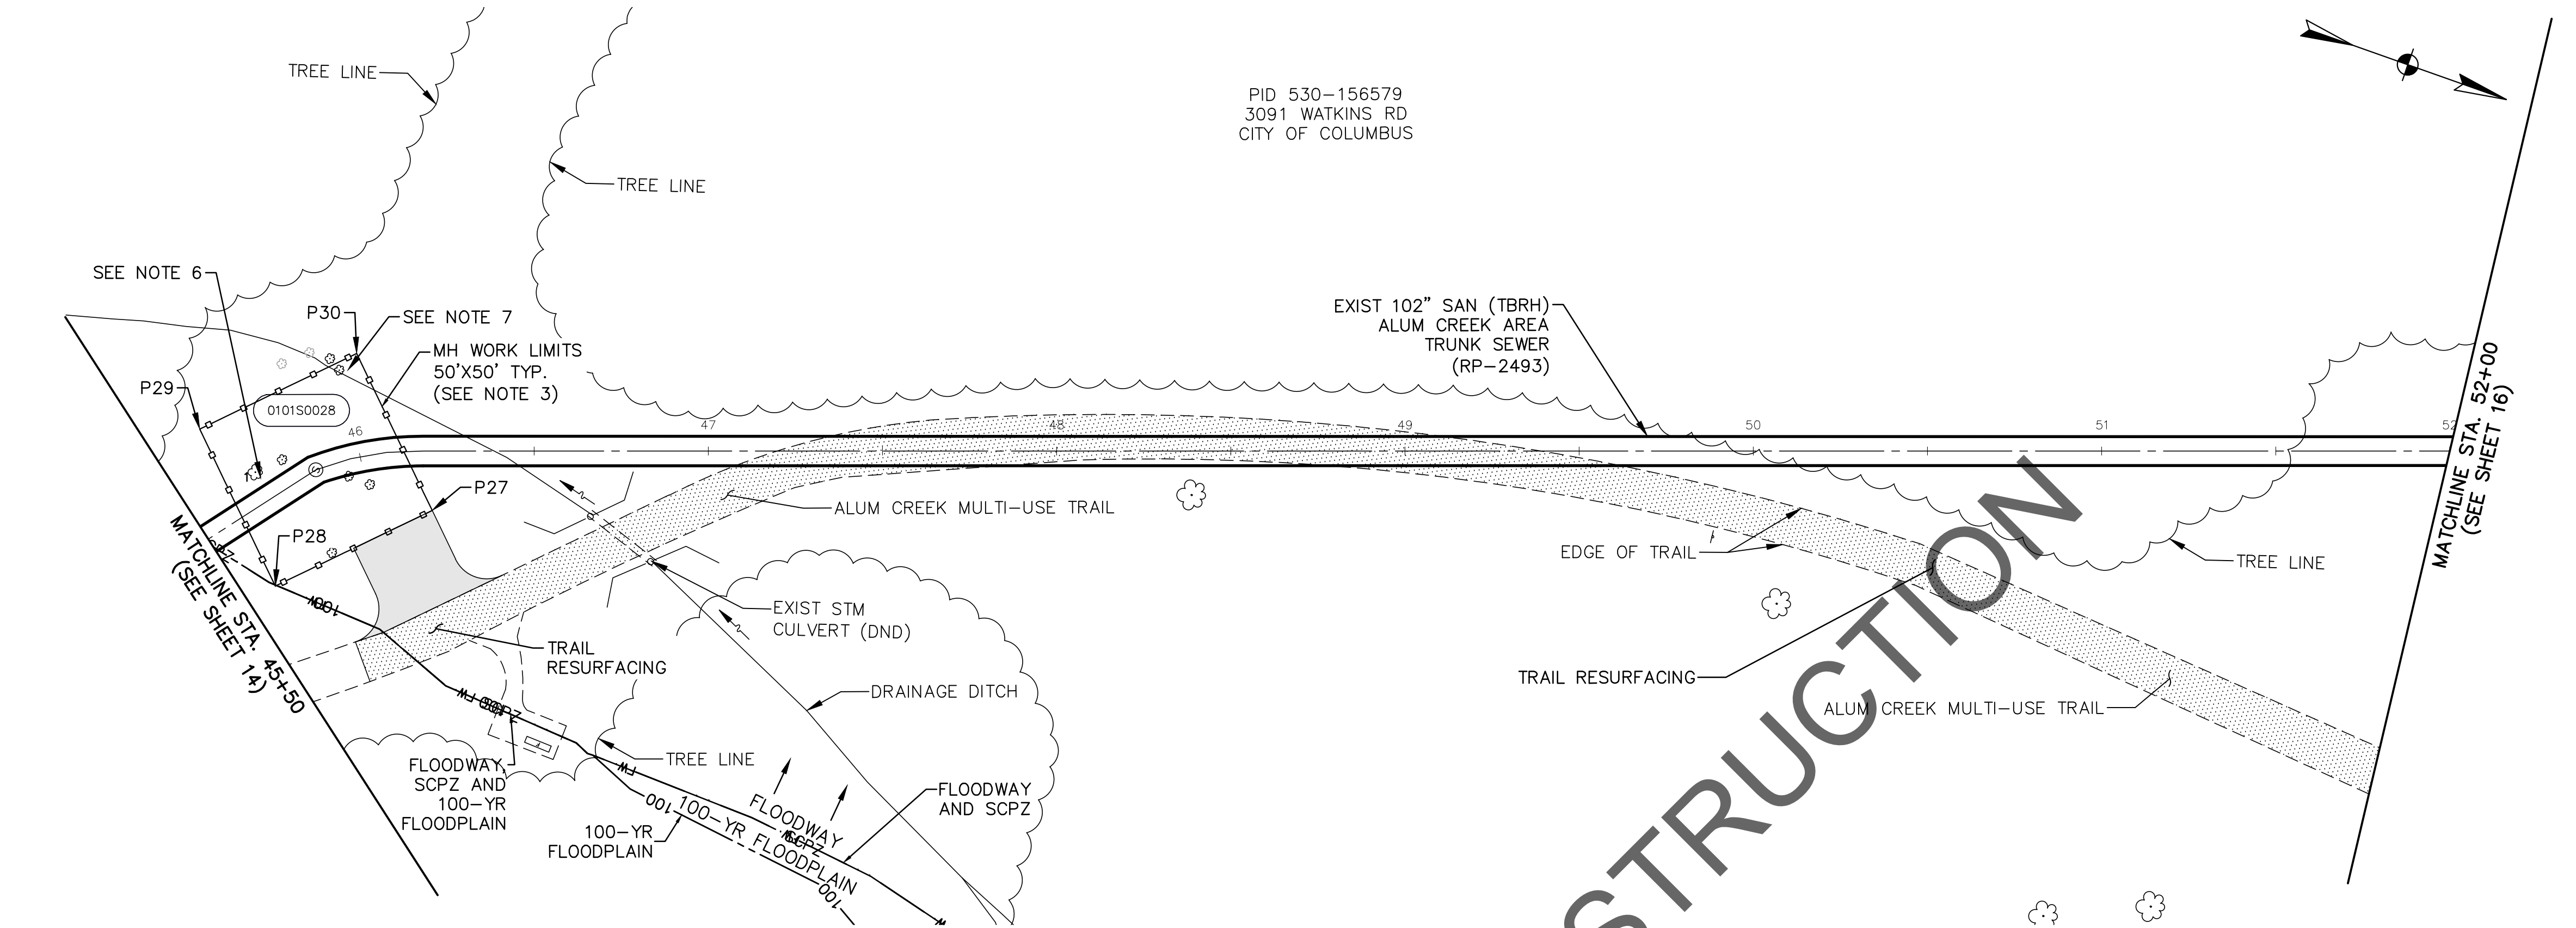 TREE LINE
TREE LINE
PID 530-156579
3091 WATKINS RD
CITY OF COLUMBUS
SEE NOTE 6
P30
SEE NOTE 7
MH WORK LIMITS
50'X50' TYP.
(SEE NOTE 3)
P29
0101S0028
EXIST 102" SAN (TBRH)
ALUM CREEK AREA
TRUNK SEWER
(RP-2493)
46
47
48
49
50
51
52
S
MATCHLINE STA. 52+00
(SEE SHEET 16)
P27
P28
ALUM CREEK MULTI-USE TRAIL
EDGE OF TRAIL
TREE LINE
MATCHLINE STA. 45+50
(SEE SHEET 14)
100
EXIST STM
CULVERT (DND)
TRAIL
RESURFACING
TRAIL RESURFACING
DRAINAGE DITCH
ALUM CREEK MULTI-USE TRAIL
FW
TREE LINE
FLOODWAY,
SCPZ AND
100-YR
FLOODPLAIN
FW
FLOODWAY
AND SCPZ
FLOODWAY
100
100-YR FLOODPLAIN
SCPZ
100-YR
FLOODPLAIN
100
STRUCTION